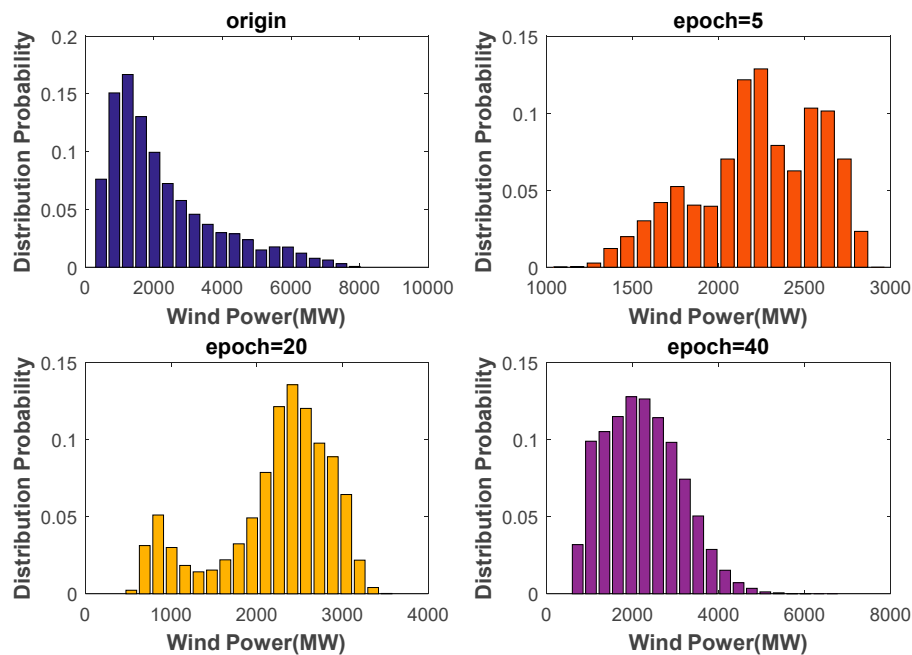 origin
Distribution Probability
0.2
0.15
0.1
0.05
0
0 2000 4000 6000 8000 10000
Wind Power(MW)
epoch=5
Distribution Probability
0.15
0.1
0.05
0
1000 1500 2000 2500 3000
Wind Power(MW)
epoch=20
Distribution Probability
0.15
0.1
0.05
0
0 1000 2000 3000 4000
Wind Power(MW)
epoch=40
Distribution Probability
0.15
0.1
0.05
0
0 2000 4000 6000 8000
Wind Power(MW)